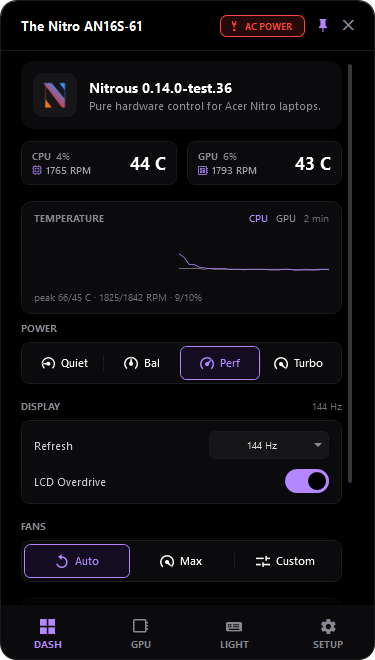 The Nitro AN16S-61
AC POWER
Nitrous 0.14.0-test.36
Pure hardware control for Acer Nitro laptops.
CPU 4%
1765 RPM
44 C
GPU 6%
1793 RPM
43 C
TEMPERATURE
CPU GPU 2 min
peak 66/45 C · 1825/1842 RPM · 9/10%
POWER
Quiet Bal Perf Turbo
DISPLAY 144 Hz
Refresh 144 Hz
LCD Overdrive
FANS
Auto Max Custom
DASH GPU LIGHT SETUP